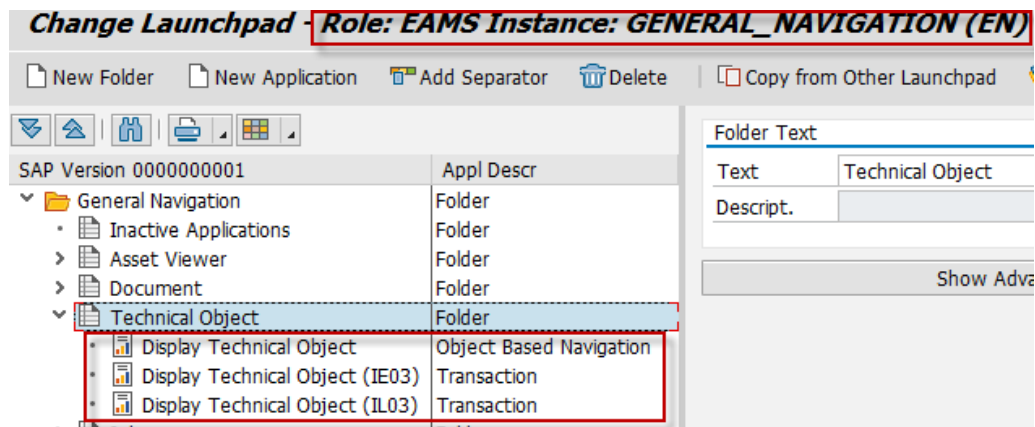 Change Launchpad - Role: EAMS Instance: GENERAL_NAVIGATION (EN)
New Folder New Application Add Separator Delete Copy from Other Launchpad
SAP Version 0000000001 Appl Descr
General Navigation Folder
Inactive Applications Folder
Asset Viewer Folder
Document Folder
Technical Object Folder
Display Technical Object Object Based Navigation
Display Technical Object (IE03) Transaction
Display Technical Object (IL03) Transaction
Folder Text
Text Technical Object
Descript.
Show Adva